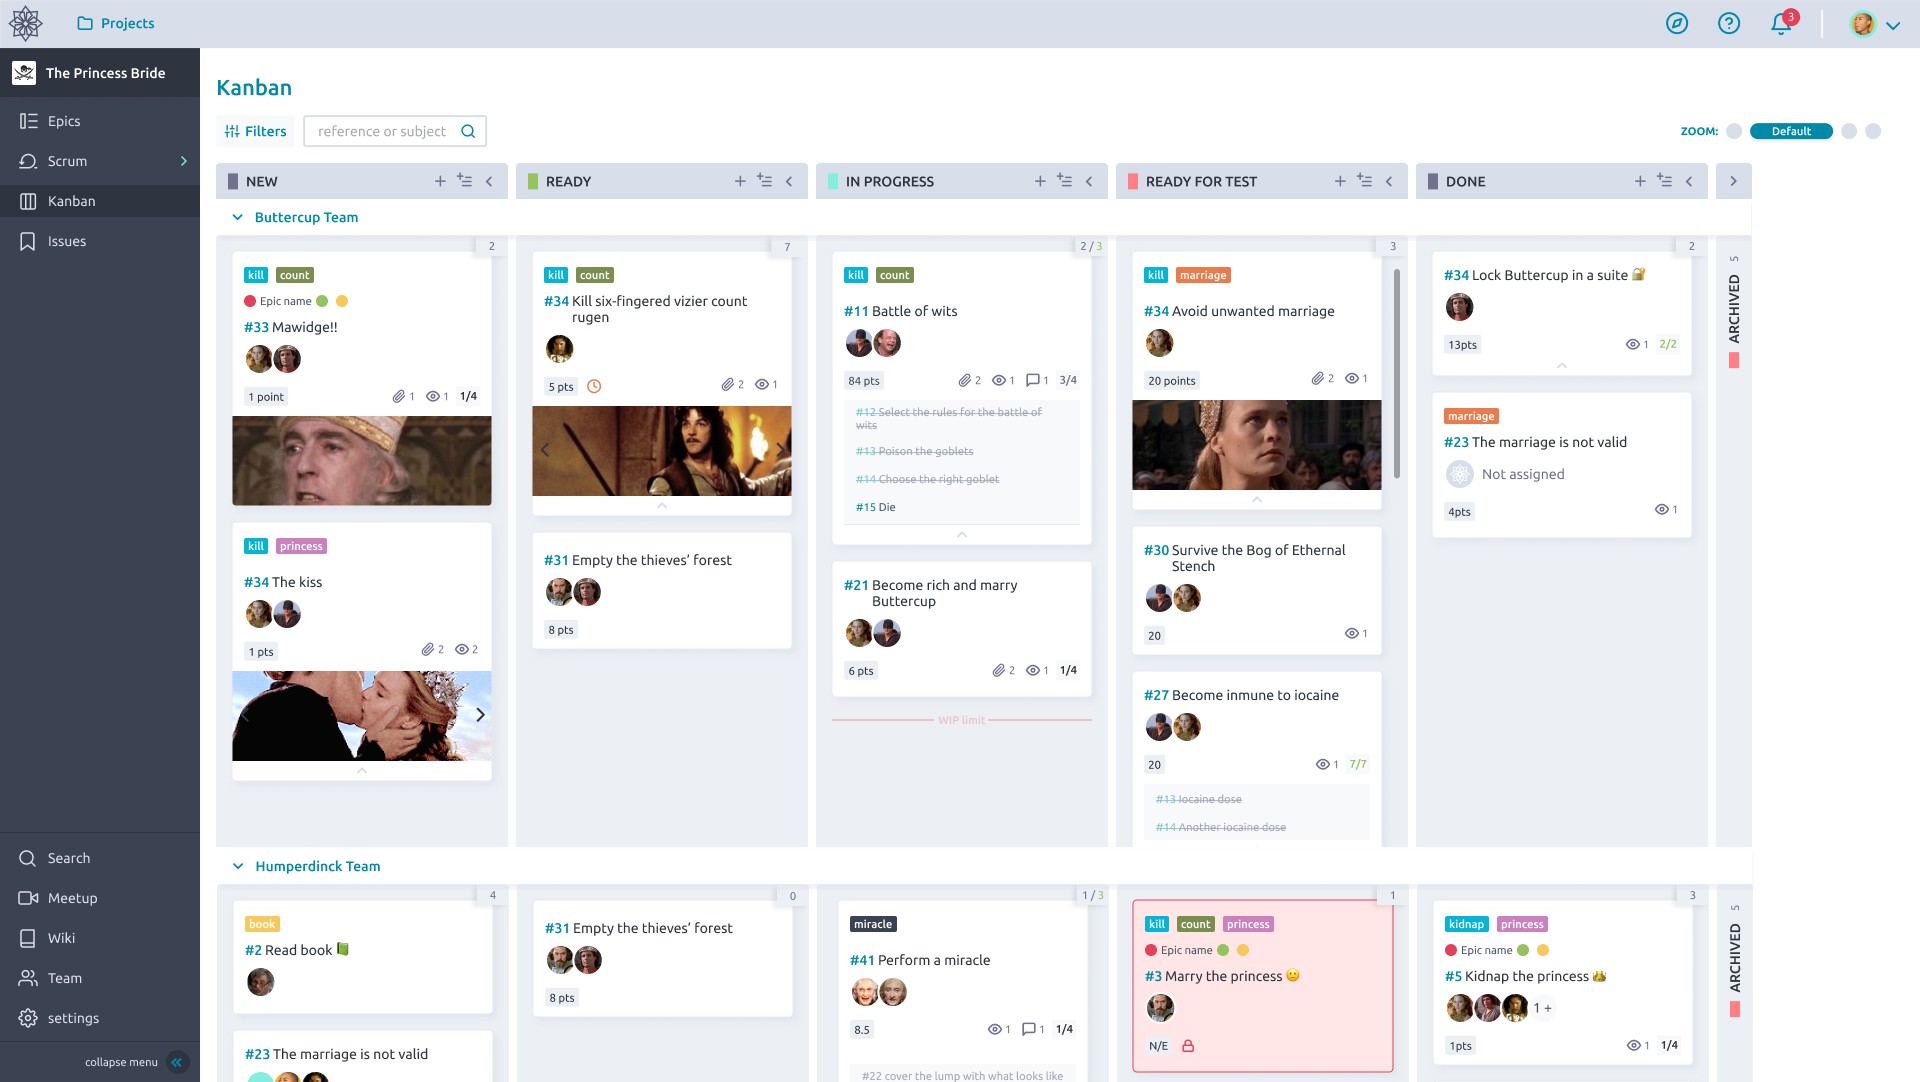 Projects
3
The Princess Bride
Epics
Scrum
Kanban
Issues
Search
Meetup
Wiki
Team
settings
collapse menu
Kanban
Filters
reference or subject
ZOOM:
Default
NEW
READY
IN PROGRESS
READY FOR TEST
DONE
Buttercup Team
2
kill count
Epic name
#33 Mawidge!!
1 point
1 1 1/4
kill princess
#34 The kiss
1 pts
2 2
7
kill count
#34 Kill six-fingered vizier count
rugen
5 pts
2 1
#31 Empty the thieves’ forest
8 pts
2 / 3
kill count
#11 Battle of wits
84 pts
2 1 1 3/4
#12 Select the rules for the battle of
wits
#13 Poison the goblets
#14 Choose the right goblet
#15 Die
#21 Become rich and marry
Buttercup
6 pts
2 1 1/4
WIP limit
3
kill marriage
#34 Avoid unwanted marriage
20 points
2 1
#30 Survive the Bog of Ethernal
Stench
20
1
#27 Become inmune to iocaine
20
1 7/7
#13 Iocaine dose
#14 Another iocaine dose
2
#34 Lock Buttercup in a suite 🔐
13pts
1 2/2
marriage
#23 The marriage is not valid
Not assigned
4pts
1
5
ARCHIVED
Humperdinck Team
4
book
#2 Read book 📗
#23 The marriage is not valid
0
#31 Empty the thieves’ forest
8 pts
1 / 3
miracle
#41 Perform a miracle
8.5
1 1 1/4
#22 cover the lump with what looks like
1
kill count princess
Epic name
#3 Marry the princess 😕
N/E
3
kidnap princess
Epic name
#5 Kidnap the princess 👑
1 +
1pts
1 1/4
5
ARCHIVED